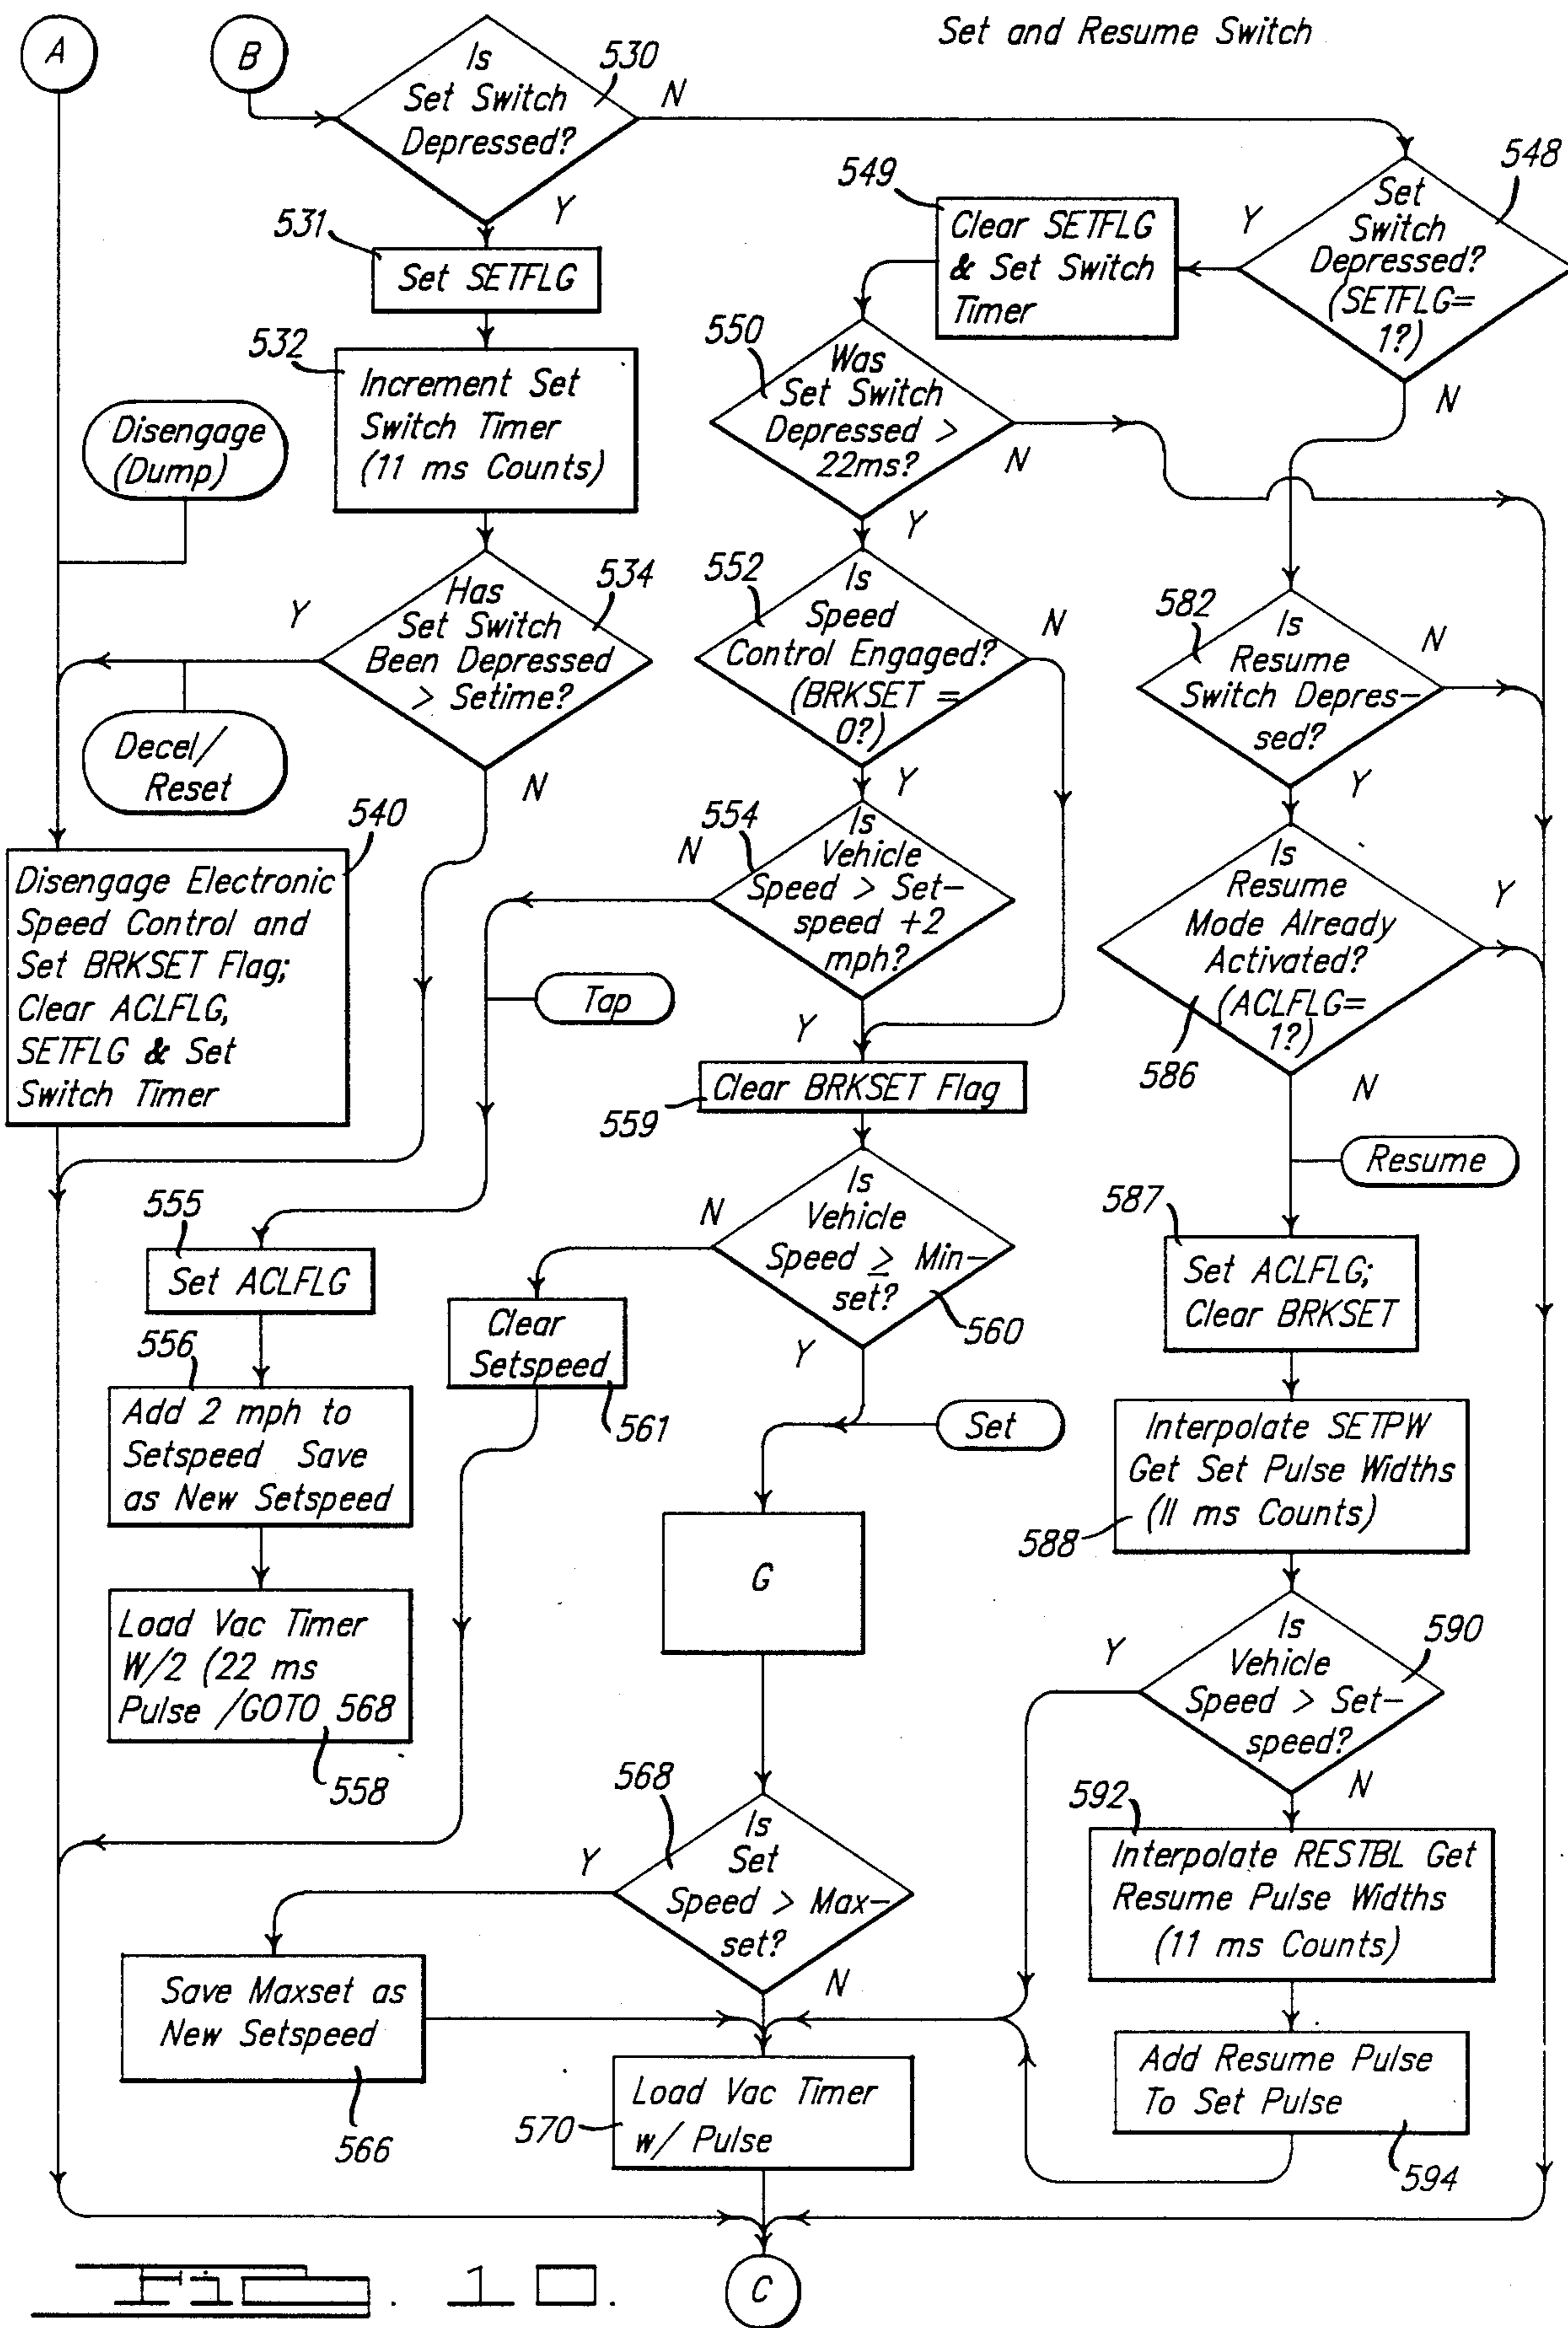 Set and Resume Switch
A
B
Is
Set Switch
Depressed?
530
N
Y
548
Set
Switch
Depressed?
(SETFLG=
1?)
Y
N
549
Clear SETFLG
& Set Switch
Timer
531
Set SETFLG
532
Increment Set
Switch Timer
(11 ms Counts)
550
Was
Set Switch
Depressed >
22ms?
N
Y
Disengage
(Dump)
534
Has
Set Switch
Been Depressed
> Setime?
Y
N
Decel/
Reset
552
Is
Speed
Control Engaged?
(BRKSET =
0?)
N
Y
582
Is
Resume
Switch Depres-
sed?
N
Y
540
Disengage Electronic
Speed Control and
Set BRKSET Flag;
Clear ACLFLG,
SETFLG & Set
Switch Timer
554
Is
Vehicle
Speed > Set-
speed +2
mph?
N
Y
Tap
Is
Resume
Mode Already
Activated?
(ACLFLG=
1?)
586
Y
N
Clear BRKSET Flag
559
Resume
555
Set ACLFLG
Is
Vehicle
Speed ≥ Min-
set?
560
N
Y
587
Set ACLFLG;
Clear BRKSET
Clear
Setspeed
561
556
Add 2 mph to
Setspeed Save
as New Setspeed
Set
Interpolate SETPW
Get Set Pulse Widths
(11 ms Counts)
588
G
Load Vac Timer
W/2 (22 ms
Pulse /GOTO 568
558
590
Is
Vehicle
Speed > Set-
speed?
Y
N
568
Is
Set
Speed > Max-
set?
Y
N
592
Interpolate RESTBL Get
Resume Pulse Widths
(11 ms Counts)
Save Maxset as
New Setspeed
566
Load Vac Timer
w/ Pulse
570
Add Resume Pulse
To Set Pulse
594
C